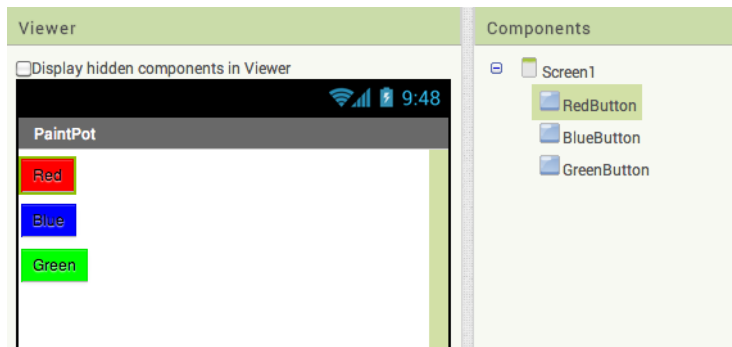 Viewer
Display hidden components in Viewer
9:48
PaintPot
Red
Blue
Green
Components
Screen1
RedButton
BlueButton
GreenButton